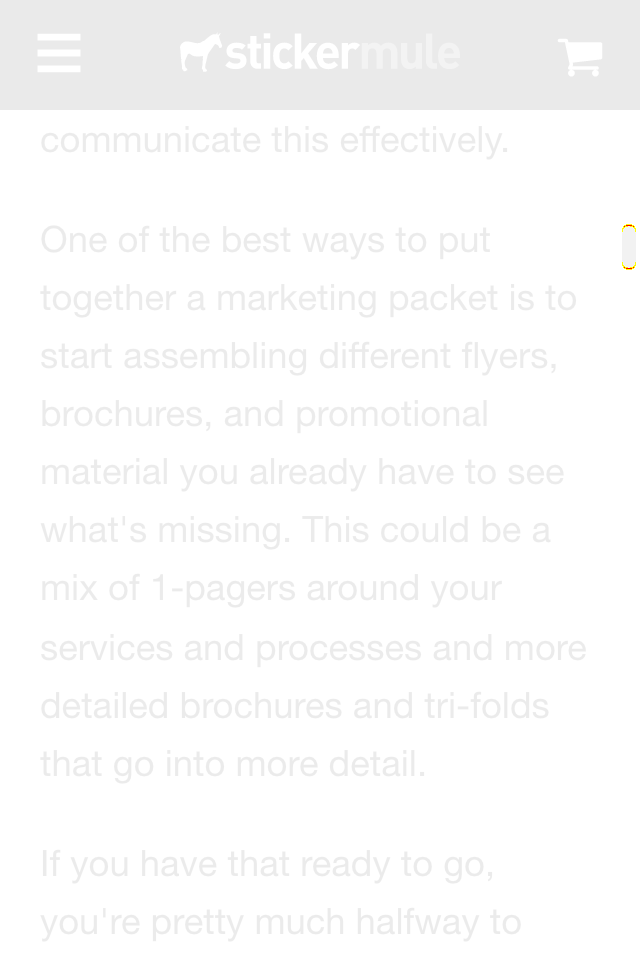 stickermule
communicate this effectively.
One of the best ways to put
together a marketing packet is to
start assembling different flyers,
brochures, and promotional
material you already have to see
what's missing. This could be a
mix of 1-pagers around your
services and processes and more
detailed brochures and tri-folds
that go into more detail.
If you have that ready to go,
you're pretty much halfway to